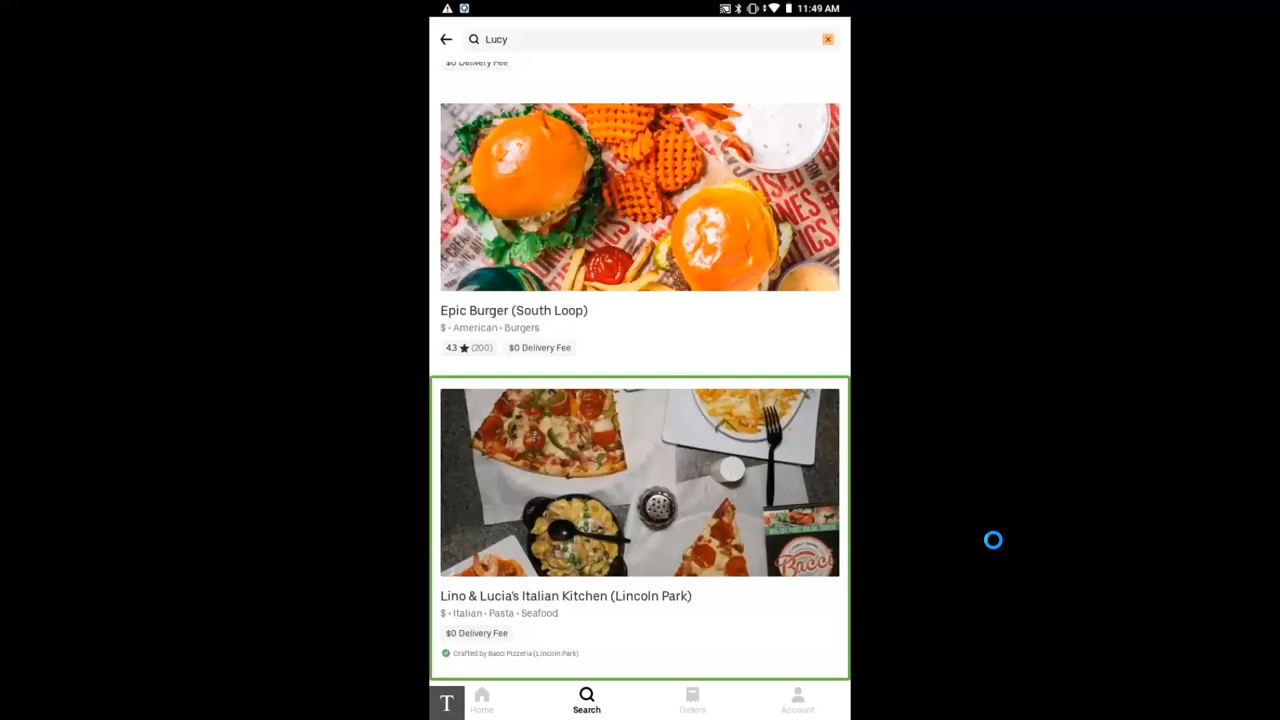 11:49 AM
Lucy
$0 Delivery Fee
Epic Burger (South Loop)
$ • American • Burgers
4.3 ★ (200) $0 Delivery Fee
Bacci
Lino & Lucia's Italian Kitchen (Lincoln Park)
$ • Italian • Pasta • Seafood
$0 Delivery Fee
Crafted by Bacci Pizzeria (Lincoln Park)
T
Home Search Orders Account